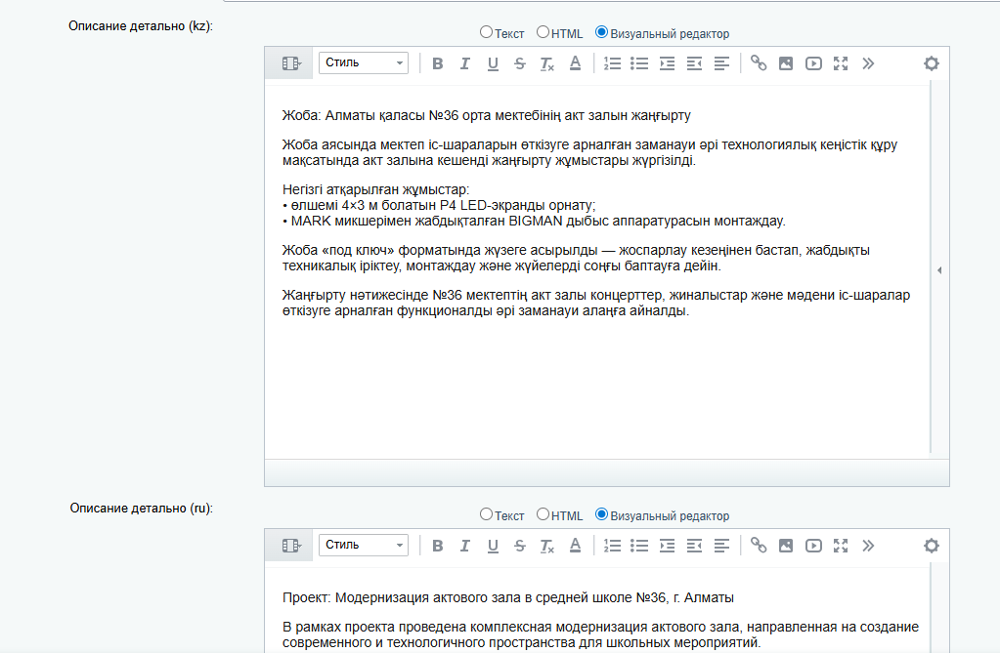 Описание детально (kz):
Текст HTML Визуальный редактор
Стиль
Жоба: Алматы қаласы №36 орта мектебінің акт залын жаңғырту
Жоба аясында мектеп іс-шараларын өткізуге арналған заманауи әрі технологиялық кеңістік құру
мақсатында акт залына кешенді жаңғырту жұмыстары жүргізілді.
Негізгі атқарылған жұмыстар:
• өлшемі 4×3 м болатын P4 LED-экранды орнату;
• MARK микшерімен жабдықталған BIGMAN дыбыс аппаратурасын монтаждау.
Жоба «под ключ» форматында жүзеге асырылды — жоспарлау кезеңінен бастап, жабдықты
техникалық іріктеу, монтаждау және жүйелерді соңғы баптауға дейін.
Жаңғырту нәтижесінде №36 мектептің акт залы концерттер, жиналыстар және мәдени іс-шаралар
өткізуге арналған функционалды әрі заманауи алаңға айналды.
Описание детально (ru):
Текст HTML Визуальный редактор
Стиль
Проект: Модернизация актового зала в средней школе №36, г. Алматы
В рамках проекта проведена комплексная модернизация актового зала, направленная на создание
современного и технологичного пространства для школьных мероприятий.